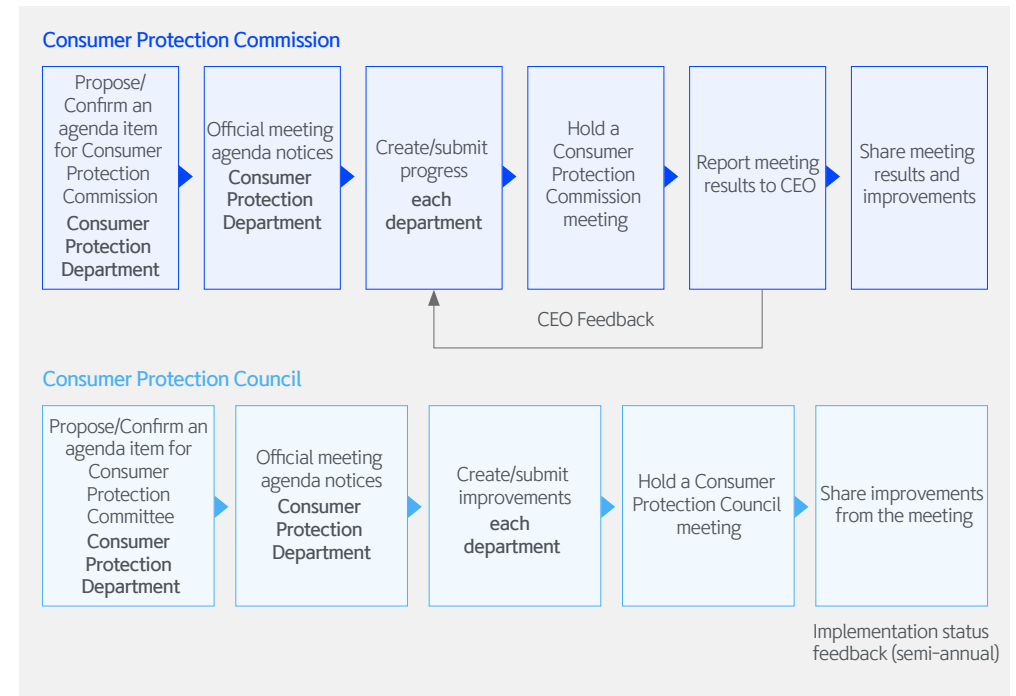 Consumer Protection Commission
Propose/
Confirm an
agenda item
for Consumer
Protection
Commission
Consumer
Protection
Department
Official meeting
agenda notices
Consumer
Protection
Department
Create/submit
progress
each
department
Hold a
Consumer
Protection
Commission
meeting
Report meeting
results to CEO
Share meeting
results and
improvements
CEO Feedback
Consumer Protection Council
Propose/Confirm an
agenda item for
Consumer
Protection
Committee
Consumer
Protection
Department
Official meeting
agenda notices
Consumer
Protection
Department
Create/submit
improvements
each
department
Hold a Consumer
Protection Council
meeting
Share improvements
from the meeting
Implementation status
feedback (semi-annual)